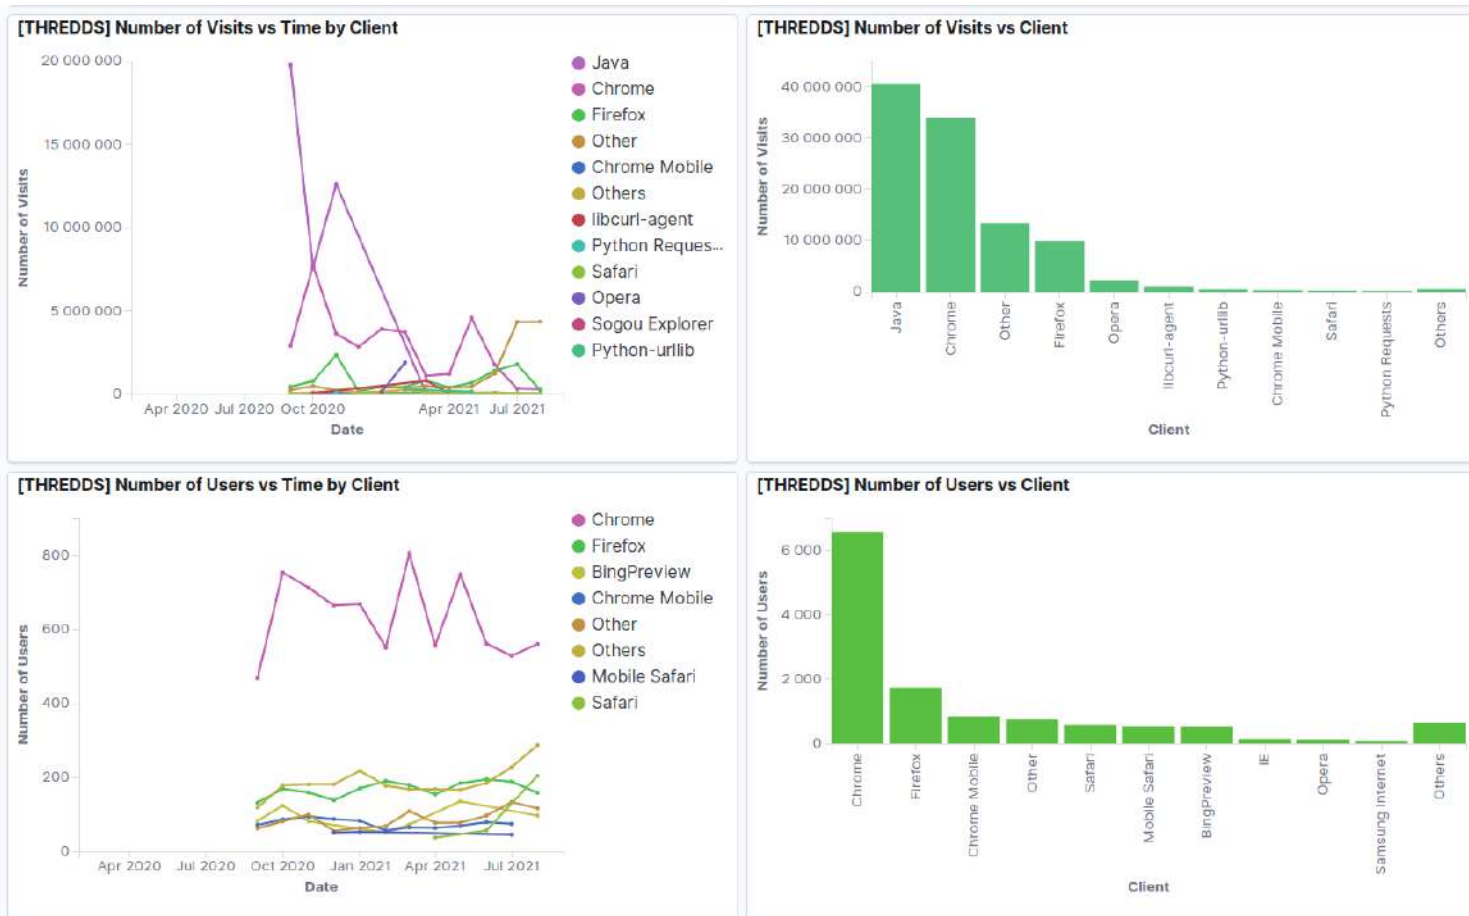 [THREDDS] Number of Visits vs Time by Client
20 000 000
15 000 000
10 000 000
5 000 000
0
Number of Visits
Apr 2020 Jul 2020 Oct 2020 Apr 2021 Jul 2021
Date
Java
Chrome
Firefox
Other
Chrome Mobile
Others
libcurl-agent
Python Reques...
Safari
Opera
Sogou Explorer
Python-urllib
[THREDDS] Number of Visits vs Client
40 000 000
30 000 000
20 000 000
10 000 000
0
Number of Visits
Java
Chrome
Other
Firefox
Opera
libcurl-agent
Python-urllib
Chrome Mobile
Safari
Python Requests
Others
Client
[THREDDS] Number of Users vs Time by Client
800
600
400
200
0
Number of Users
Apr 2020 Jul 2020 Oct 2020 Jan 2021 Apr 2021 Jul 2021
Date
Chrome
Firefox
BingPreview
Chrome Mobile
Other
Others
Mobile Safari
Safari
[THREDDS] Number of Users vs Client
6 000
4 000
2 000
0
Number of Users
Chrome
Firefox
Chrome Mobile
Other
Safari
Mobile Safari
BingPreview
IE
Opera
Samsung Internet
Others
Client